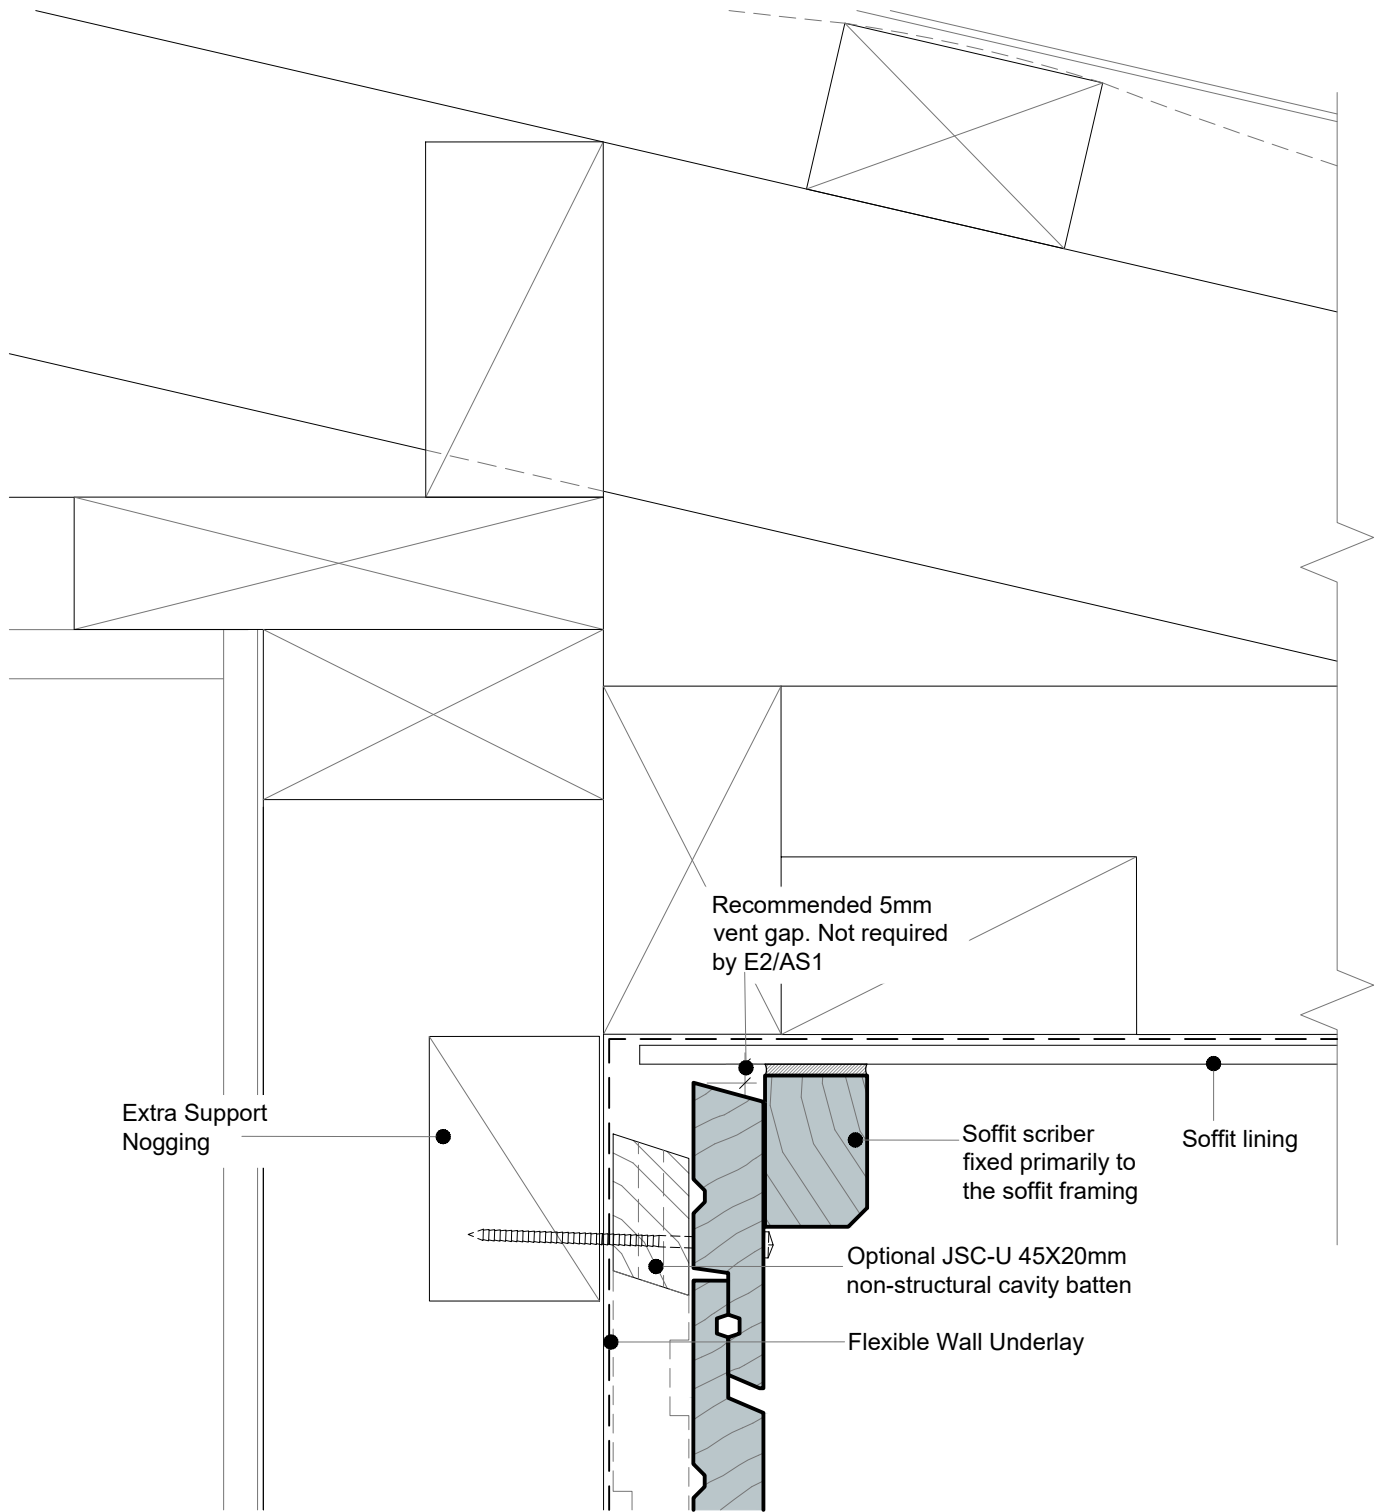 Recommended 5mm
vent gap. Not required
by E2/AS1
Extra Support
Nogging
Soffit scriber
fixed primarily to
the soffit framing
Soffit lining
Optional JSC-U 45X20mm
non-structural cavity batten
Flexible Wall Underlay